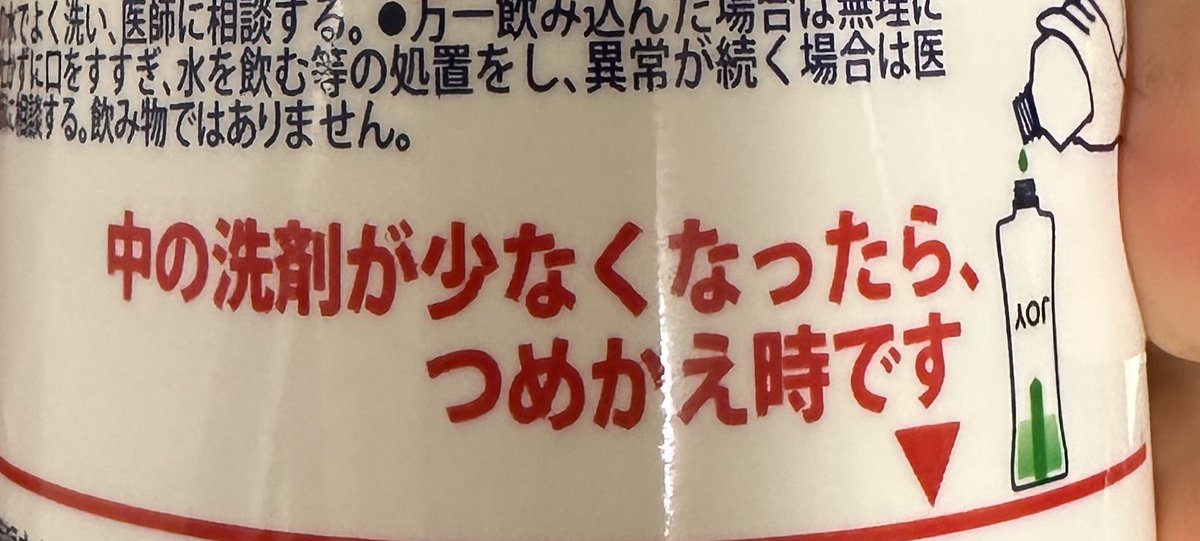 水でよく洗い、医師に相談する。●万一飲み込んだ場合は無理に
せずに口をすすぎ、水を飲む等の処置をし、異常が続く場合は医
に相談する。飲み物ではありません。
中の洗剤が少なくなったら、
つめかえ時です
JOY